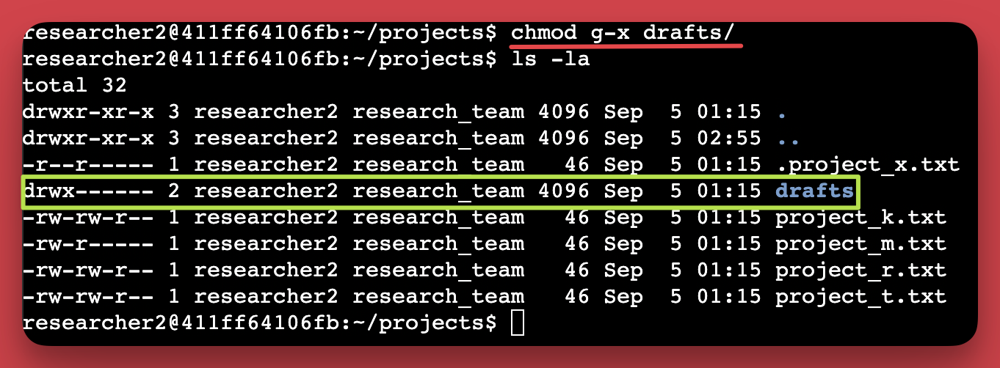 researcher2@411ff64106fb:~/projects$ chmod g-x drafts/
researcher2@411ff64106fb:~/projects$ ls -la
total 32
drwxr-xr-x 3 researcher2 research_team 4096 Sep  5 01:15 .
drwxr-xr-x 3 researcher2 research_team 4096 Sep  5 02:55 ..
-r--r----- 1 researcher2 research_team   46 Sep  5 01:15 .project_x.txt
drwx------ 2 researcher2 research_team 4096 Sep  5 01:15 drafts
-rw-rw-r-- 1 researcher2 research_team   46 Sep  5 01:15 project_k.txt
-rw-r----- 1 researcher2 research_team   46 Sep  5 01:15 project_m.txt
-rw-rw-r-- 1 researcher2 research_team   46 Sep  5 01:15 project_r.txt
-rw-rw-r-- 1 researcher2 research_team   46 Sep  5 01:15 project_t.txt
researcher2@411ff64106fb:~/projects$